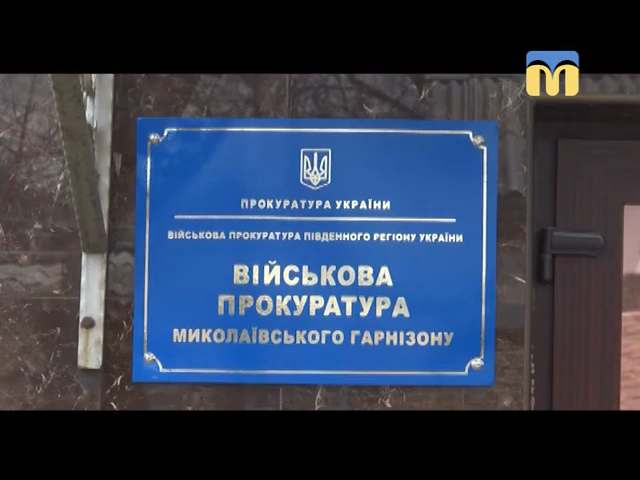 ПРОКУРАТУРА УКРАЇНИ
ВІЙСЬКОВА ПРОКУРАТУРА ПІВДЕННОГО РЕГІОНУ УКРАЇНИ
ВІЙСЬКОВА
ПРОКУРАТУРА
МИКОЛАЇВСЬКОГО ГАРНІЗОНУ